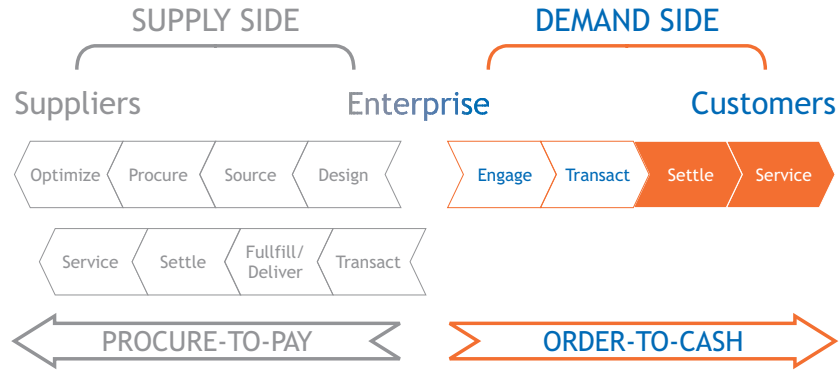 SUPPLY SIDE
DEMAND SIDE
Suppliers
Enterprise
Customers
Optimize
Procure
Source
Design
Engage
Transact
Settle
Service
Service
Settle
Fullfill/
Deliver
Transact
PROCURE-TO-PAY
ORDER-TO-CASH